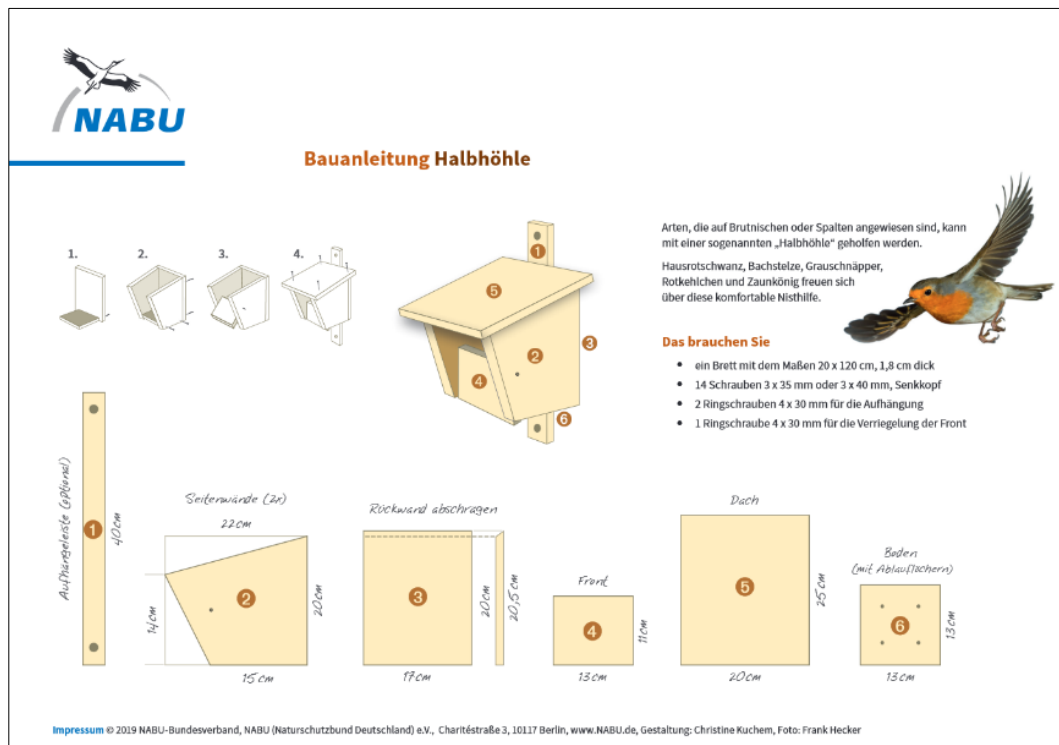 NABU
Bauanleitung Halbhöhle
1.
2.
3.
4.
1
5
2
3
4
6
Arten, die auf Brutnischen oder Spalten angewiesen sind, kann
mit einer sogenannten „Halbhöhle“ geholfen werden.
Hausrotschwanz, Bachstelze, Grauschnäpper,
Rotkehlchen und Zaunkönig freuen sich
über diese komfortable Nisthilfe.
Das brauchen Sie
• ein Brett mit dem Maßen 20 x 120 cm, 1,8 cm dick
• 14 Schrauben 3 x 35 mm oder 3 x 40 mm, Senkkopf
• 2 Ringschrauben 4 x 30 mm für die Aufhängung
• 1 Ringschraube 4 x 30 mm für die Verriegelung der Front
Aufhängeleiste (optional)
1
40cm
Seitenwände (2x)
22cm
14cm
2
20cm
15cm
Rückwand abschrägen
3
20cm
20,5cm
17cm
Front
4
11cm
13cm
Dach
5
25cm
20cm
Boden
(mit Ablauflöchern)
6
13cm
13cm
Impressum © 2019 NABU-Bundesverband, NABU (Naturschutzbund Deutschland) e.V., Charitéstraße 3, 10117 Berlin, www.NABU.de, Gestaltung: Christine Kuchem, Foto: Frank Hecker